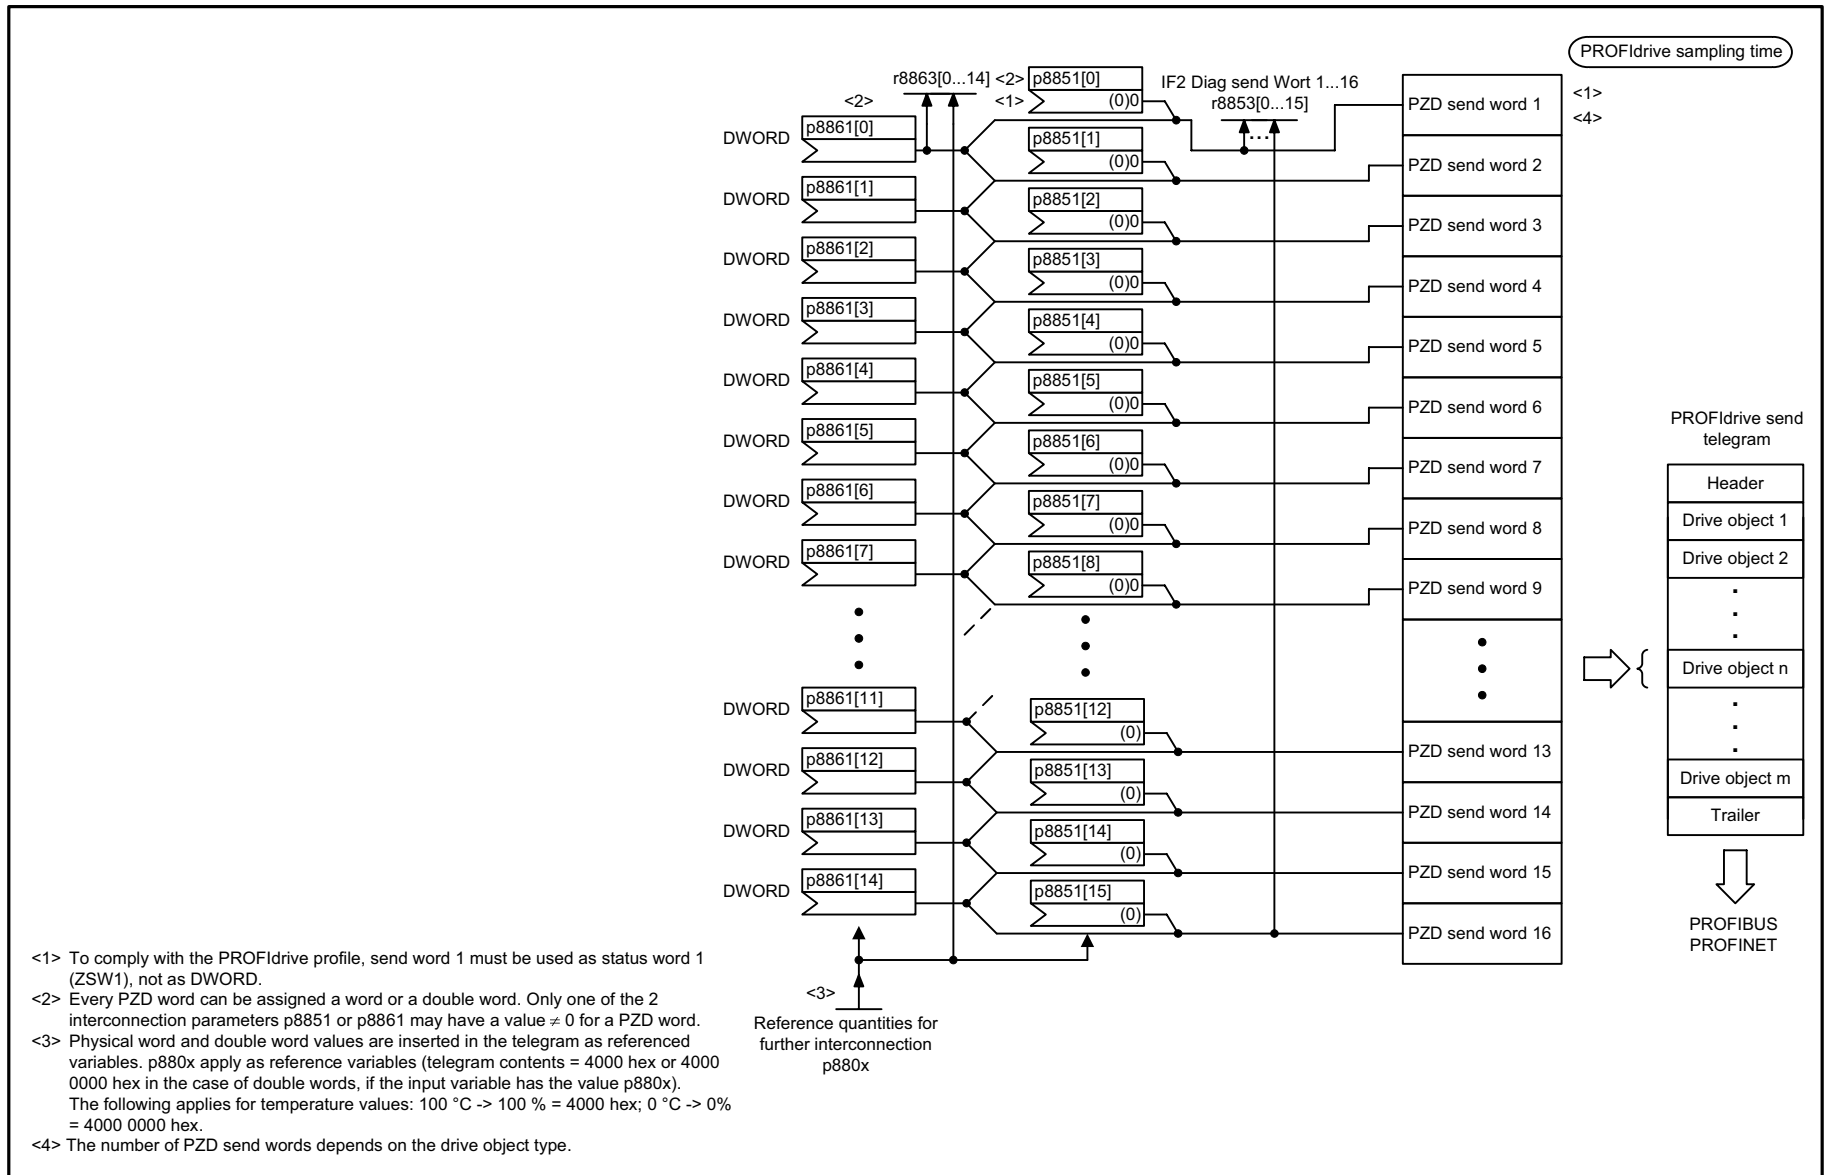 PROFIdrive sampling time
r8863[0...14]
<2>
p8851[0]
<1>
(0)0
IF2 Diag send Wort 1...16
r8853[0...15]
...
PZD send word 1
<1>
<4>
<2>
DWORD
p8861[0]
p8851[1]
(0)0
PZD send word 2
DWORD
p8861[1]
p8851[2]
(0)0
PZD send word 3
DWORD
p8861[2]
p8851[3]
(0)0
PZD send word 4
DWORD
p8861[3]
p8851[4]
(0)0
PZD send word 5
DWORD
p8861[4]
p8851[5]
(0)0
PZD send word 6
DWORD
p8861[5]
p8851[6]
(0)0
PZD send word 7
DWORD
p8861[6]
p8851[7]
(0)0
PZD send word 8
DWORD
p8861[7]
p8851[8]
(0)0
PZD send word 9
DWORD
p8861[11]
p8851[12]
(0)
PZD send word 13
DWORD
p8861[12]
p8851[13]
(0)
PZD send word 14
DWORD
p8861[13]
p8851[14]
(0)
PZD send word 15
DWORD
p8861[14]
p8851[15]
(0)
PZD send word 16
PROFIdrive send
telegram
Header
Drive object 1
Drive object 2
Drive object n
Drive object m
Trailer
PROFIBUS
PROFINET
<3>
Reference quantities for
further interconnection
p880x
<1> To comply with the PROFIdrive profile, send word 1 must be used as status word 1
(ZSW1), not as DWORD.
<2> Every PZD word can be assigned a word or a double word. Only one of the 2
interconnection parameters p8851 or p8861 may have a value ≠ 0 for a PZD word.
<3> Physical word and double word values are inserted in the telegram as referenced
variables. p880x apply as reference variables (telegram contents = 4000 hex or 4000
0000 hex in the case of double words, if the input variable has the value p880x).
The following applies for temperature values: 100 °C -> 100 % = 4000 hex; 0 °C -> 0%
= 4000 0000 hex.
<4> The number of PZD send words depends on the drive object type.